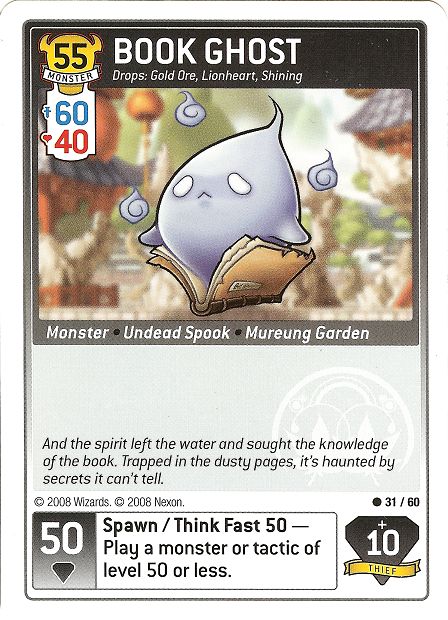 55
MONSTER
BOOK GHOST
Drops: Gold Ore, Lionheart, Shining
60
40
Monster • Undead Spook • Mureung Garden
And the spirit left the water and sought the knowledge
of the book. Trapped in the dusty pages, it's haunted by
secrets it can't tell.
© 2008 Wizards. © 2008 Nexon.
31 / 60
50
Spawn / Think Fast 50 —
Play a monster or tactic of
level 50 or less.
+
10
THIEF